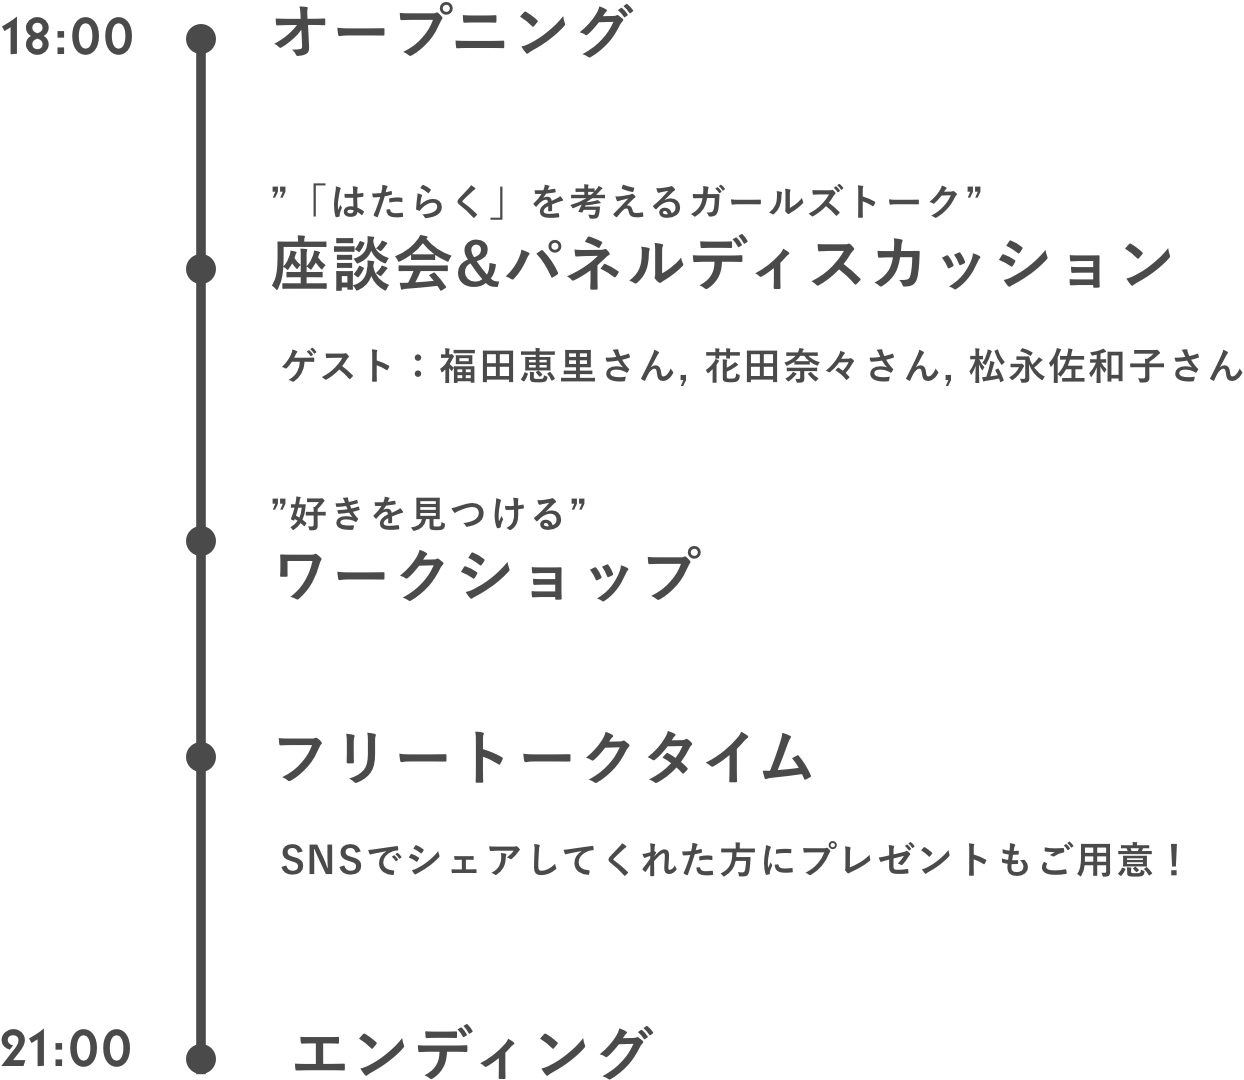 18:00 オープニング
”「はたらく」を考えるガールズトーク”
座談会&パネルディスカッション
ゲスト：福田恵里さん, 花田奈々さん, 松永佐和子さん
”好きを見つける”
ワークショップ
フリートークタイム
SNSでシェアしてくれた方にプレゼントもご用意！
21:00 エンディング